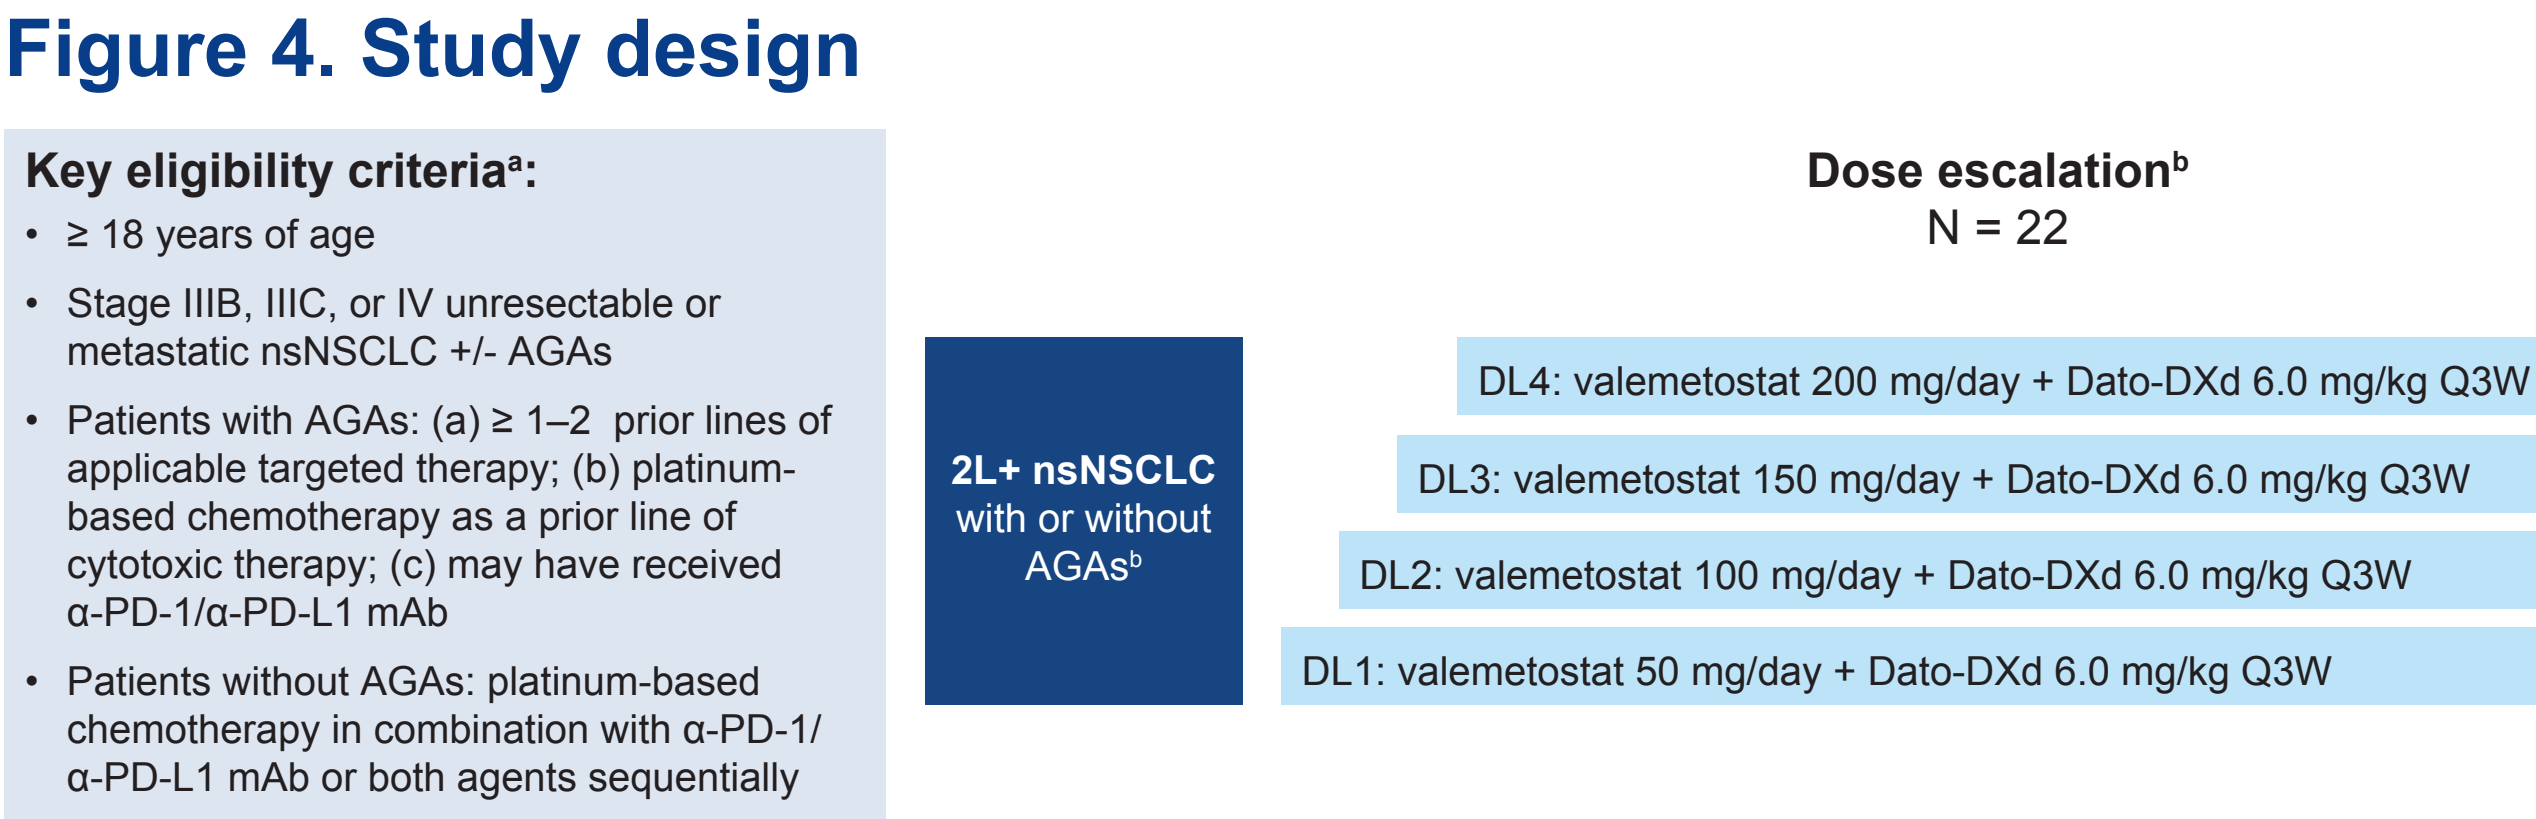 Figure 4. Study design
Key eligibility criteriaᵃ:
• ≥ 18 years of age
• Stage IIIB, IIIC, or IV unresectable or
metastatic nsNSCLC +/- AGAs
• Patients with AGAs: (a) ≥ 1–2 prior lines of
applicable targeted therapy; (b) platinum-
based chemotherapy as a prior line of
cytotoxic therapy; (c) may have received
α-PD-1/α-PD-L1 mAb
• Patients without AGAs: platinum-based
chemotherapy in combination with α-PD-1/
α-PD-L1 mAb or both agents sequentially
2L+ nsNSCLC
with or without
AGAsᵇ
Dose escalationᵇ
N = 22
DL4: valemetostat 200 mg/day + Dato-DXd 6.0 mg/kg Q3W
DL3: valemetostat 150 mg/day + Dato-DXd 6.0 mg/kg Q3W
DL2: valemetostat 100 mg/day + Dato-DXd 6.0 mg/kg Q3W
DL1: valemetostat 50 mg/day + Dato-DXd 6.0 mg/kg Q3W